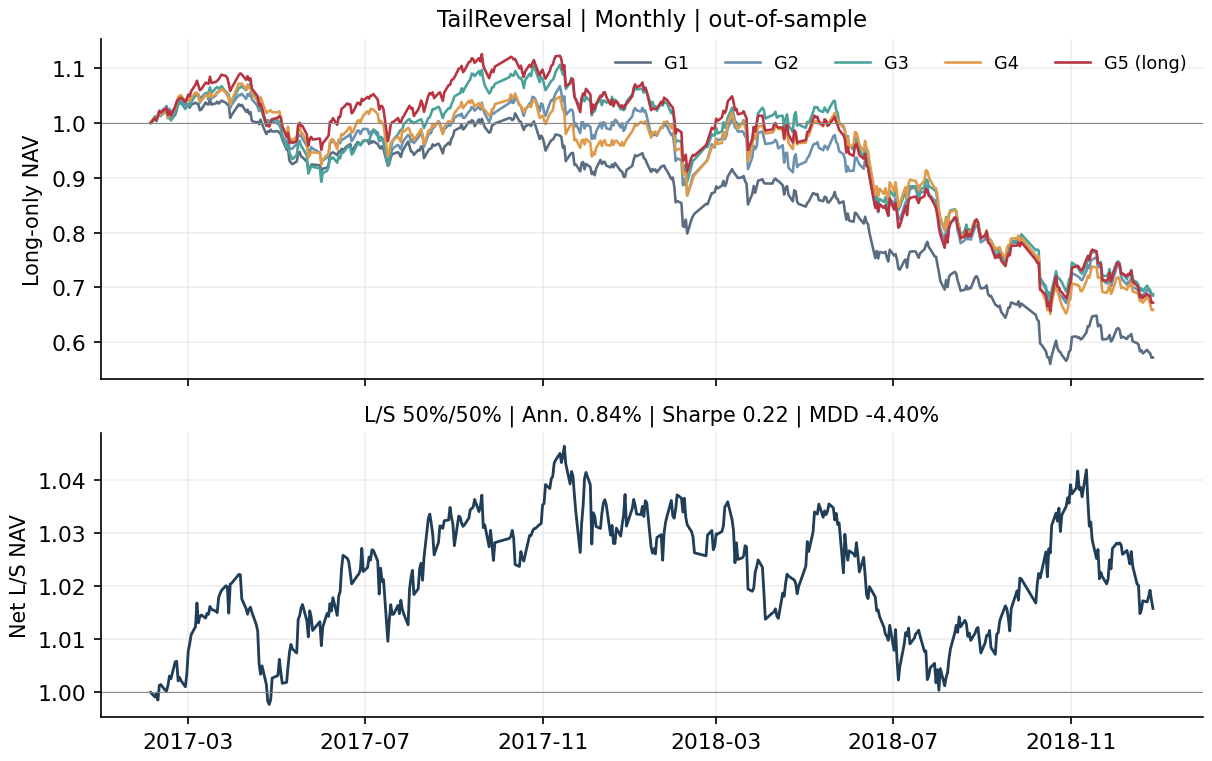 TailReversal | Monthly | out-of-sample
G1 G2 G3 G4 G5 (long)
Long-only NAV
1.1
1.0
0.9
0.8
0.7
0.6
L/S 50%/50% | Ann. 0.84% | Sharpe 0.22 | MDD -4.40%
Net L/S NAV
1.04
1.03
1.02
1.01
1.00
2017-03 2017-07 2017-11 2018-03 2018-07 2018-11